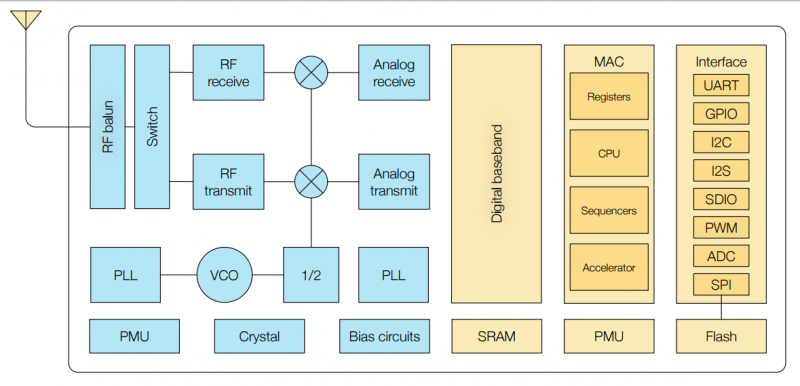 RF balun
Switch
RF
receive
Analog
receive
RF
transmit
Analog
transmit
PLL
VCO
1/2
PLL
PMU
Crystal
Bias circuits
Digital baseband
SRAM
MAC
Registers
CPU
Sequencers
Accelerator
PMU
Interface
UART
GPIO
I2C
I2S
SDIO
PWM
ADC
SPI
Flash